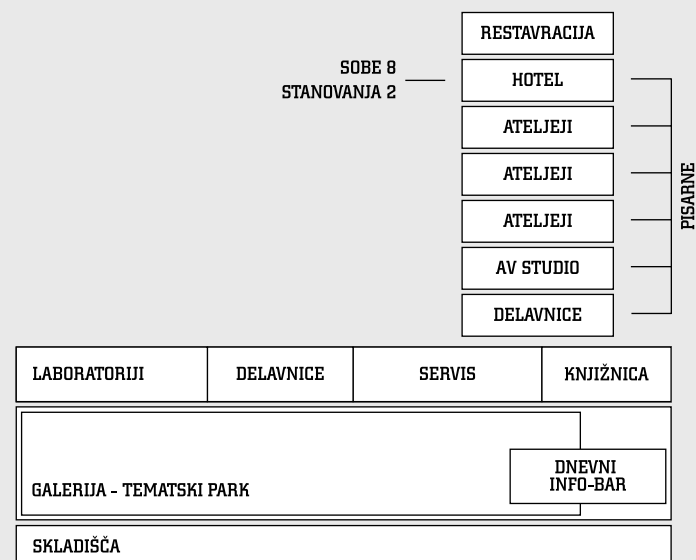 RESTAVRACIJA
SOBE 8
STANOVANJA 2
HOTEL
ATELJEJI
ATELJEJI
ATELJEJI
AV STUDIO
DELAVNICE
PISARNE
LABORATORIJI
DELAVNICE
SERVIS
KNJIŽNICA
GALERIJA - TEMATSKI PARK
DNEVNI
INFO-BAR
SKLADIŠČA